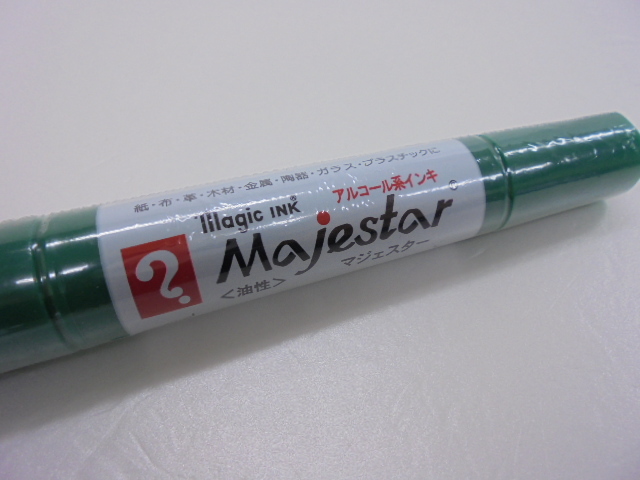 紙・布・革・木材・金属・陶器・ガラス・プラスチックに
アルコール系インキ
Magic INK®
Majestar©
マジェスター
?
<油性>